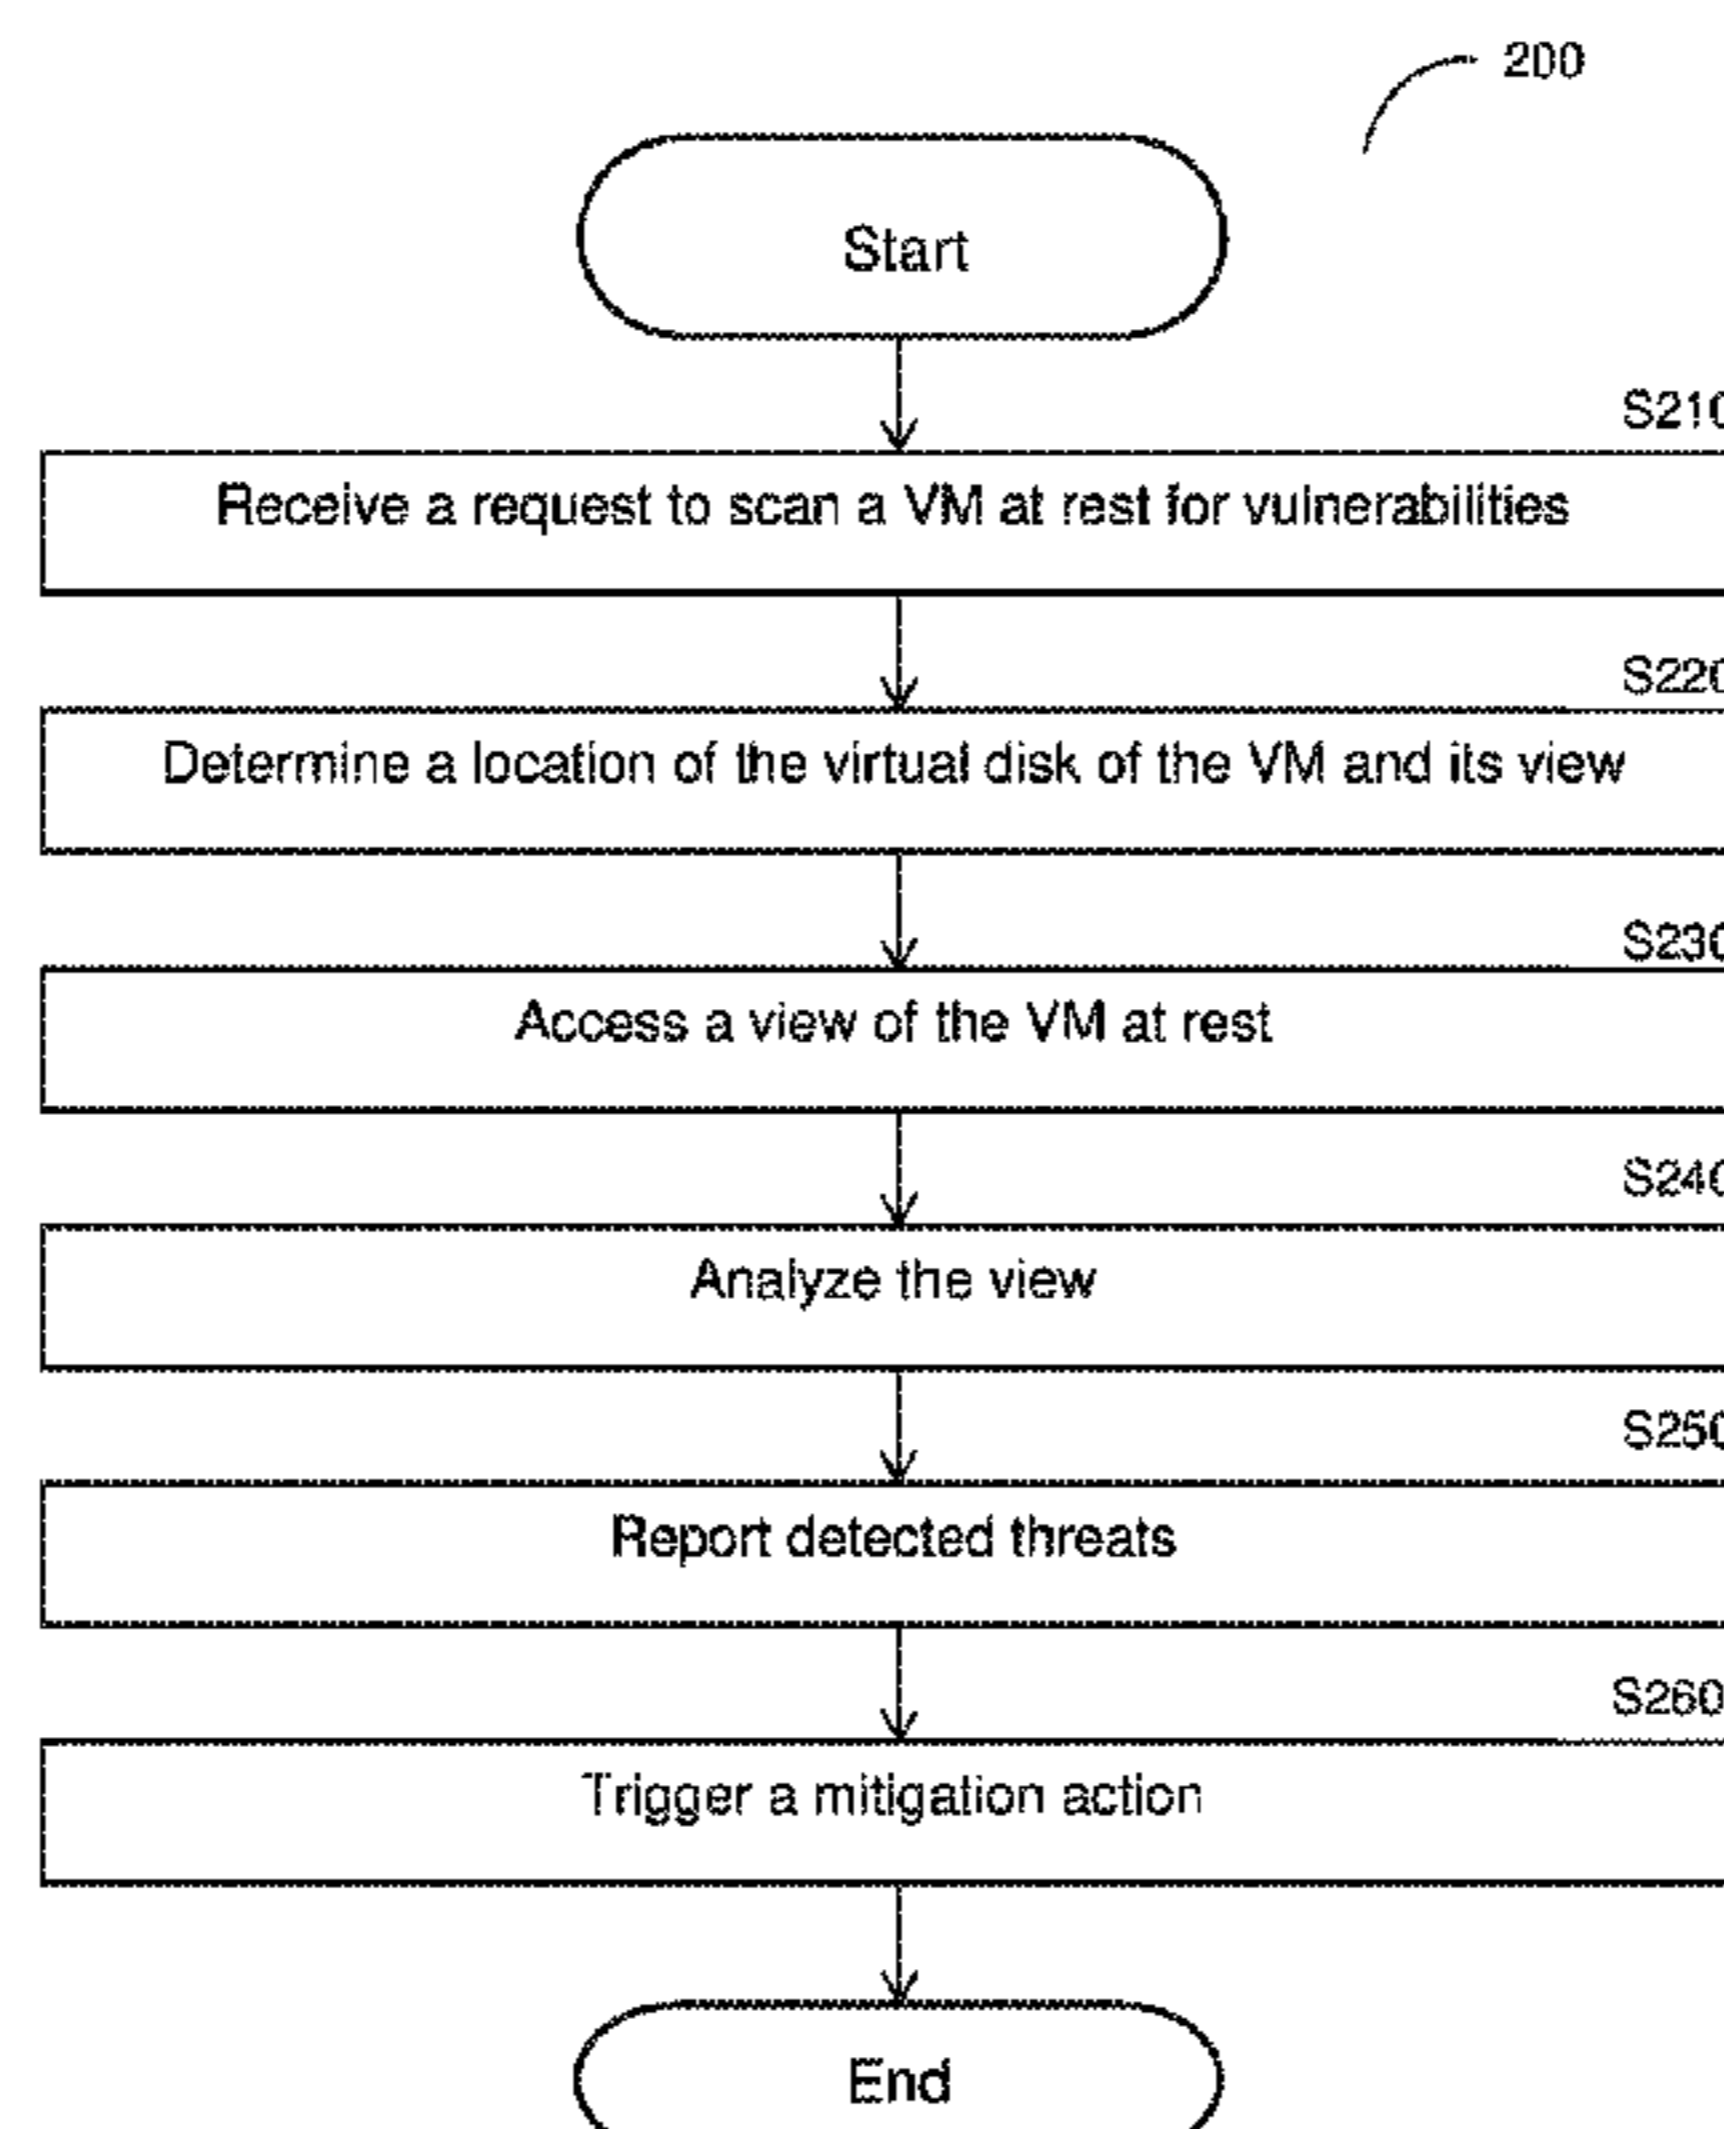 200
Start
S210
Receive a request to scan a VM at rest for vulnerabilities
S220
Determine a location of the virtual disk of the VM and its view
S230
Access a view of the VM at rest
S240
Analyze the view
S250
Report detected threats
S260
Trigger a mitigation action
End